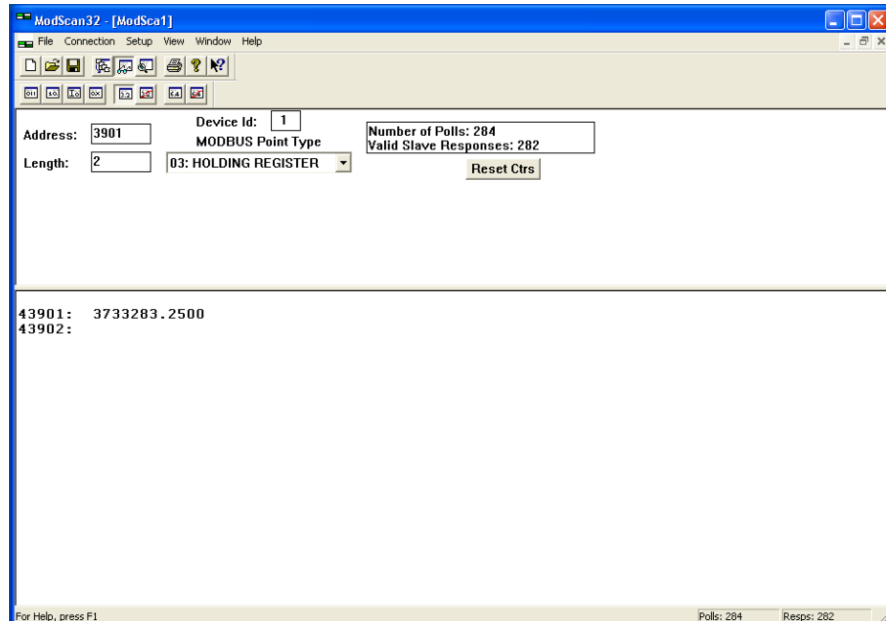 ModScan32 - [ModSca1]
File Connection Setup View Window Help
Device Id: 1
Address: 3901
MODBUS Point Type
Number of Polls: 284
Valid Slave Responses: 282
Length: 2
03: HOLDING REGISTER
Reset Ctrs
43901: 3733283.2500
43902:
For Help, press F1
Polls: 284
Resps: 282